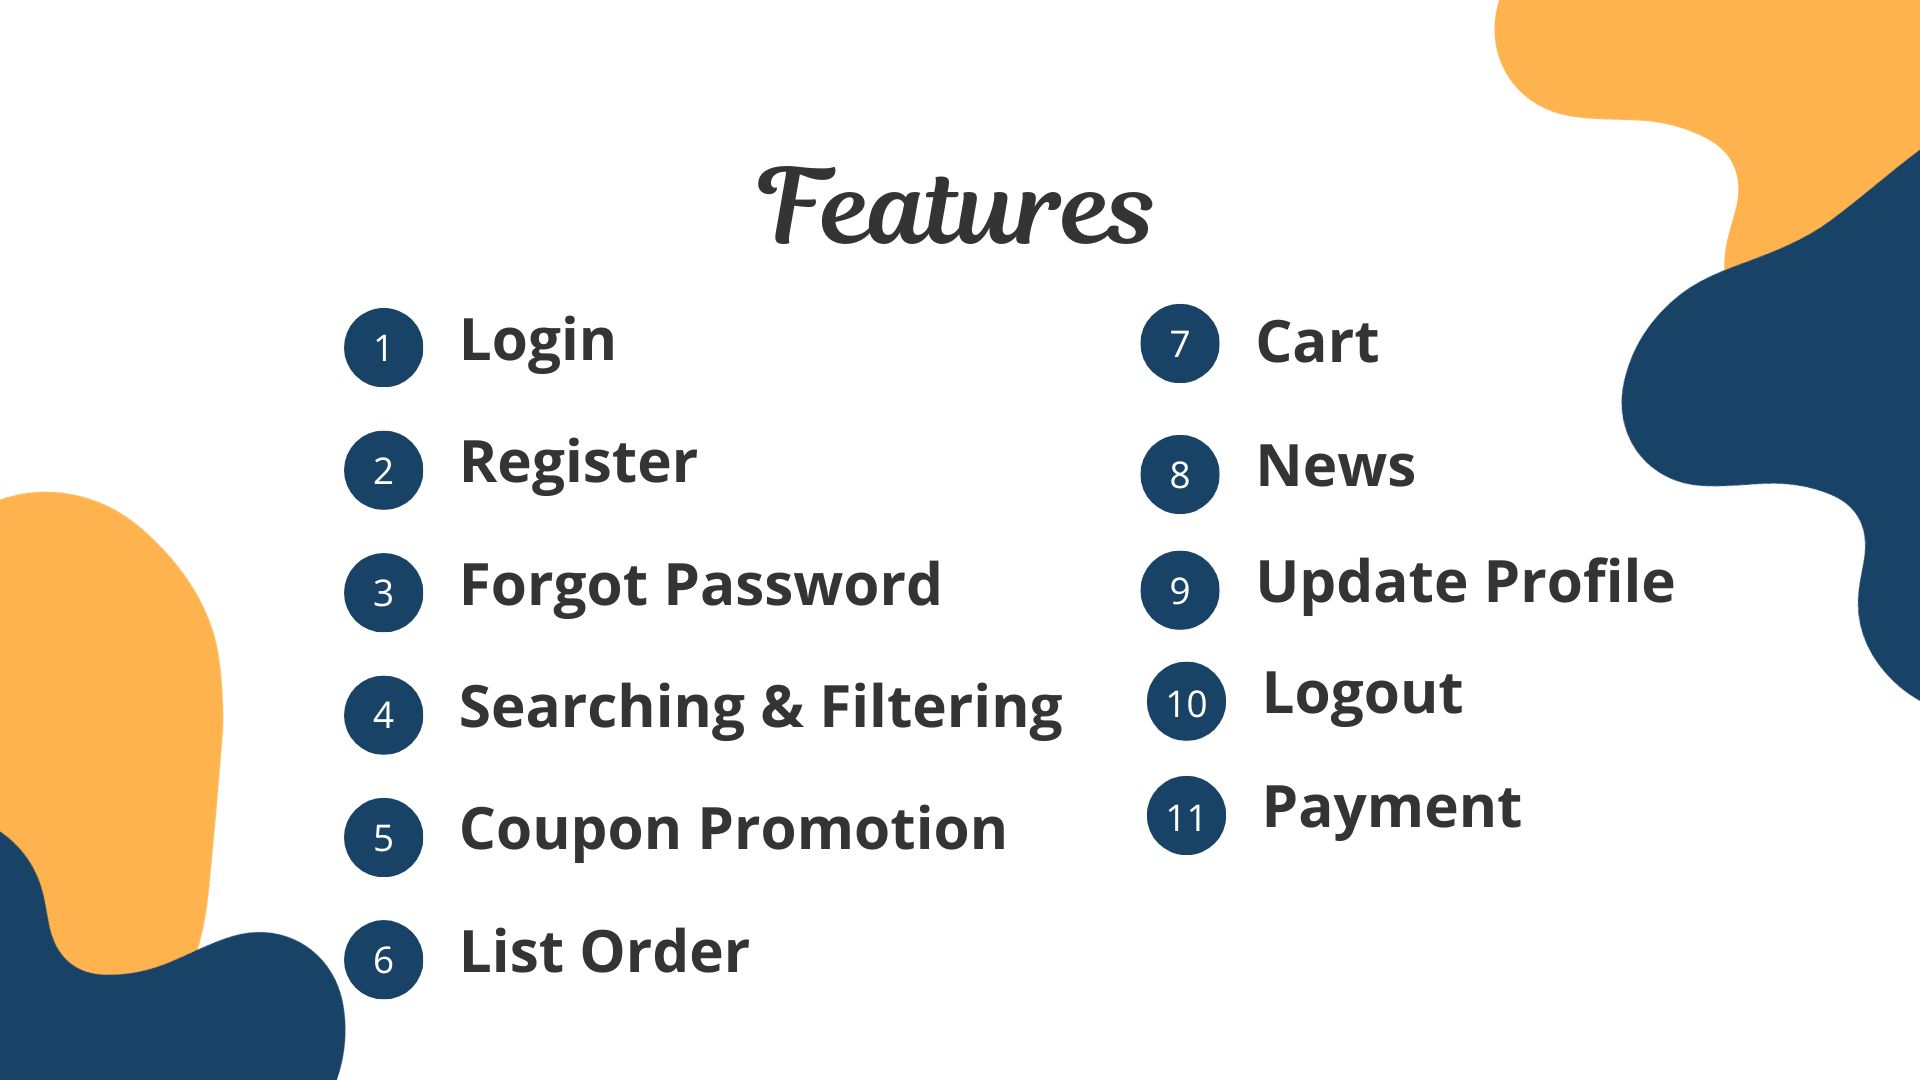 Features
1 Login
2 Register
3 Forgot Password
4 Searching & Filtering
5 Coupon Promotion
6 List Order
7 Cart
8 News
9 Update Profile
10 Logout
11 Payment